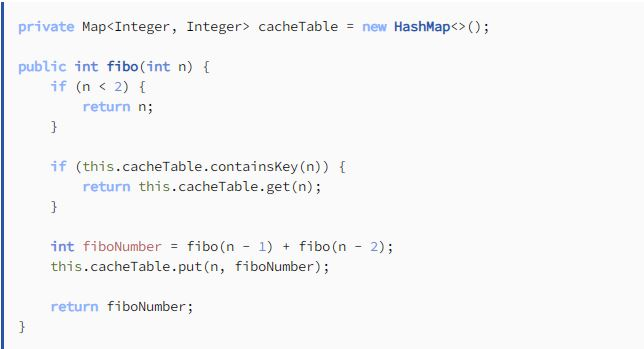 private Map<Integer, Integer> cacheTable = new HashMap<>();
public int fibo(int n) {
if (n < 2) {
return n;
}
if (this.cacheTable.containsKey(n)) {
return this.cacheTable.get(n);
}
int fiboNumber = fibo(n - 1) + fibo(n - 2);
this.cacheTable.put(n, fiboNumber);
return fiboNumber;
}